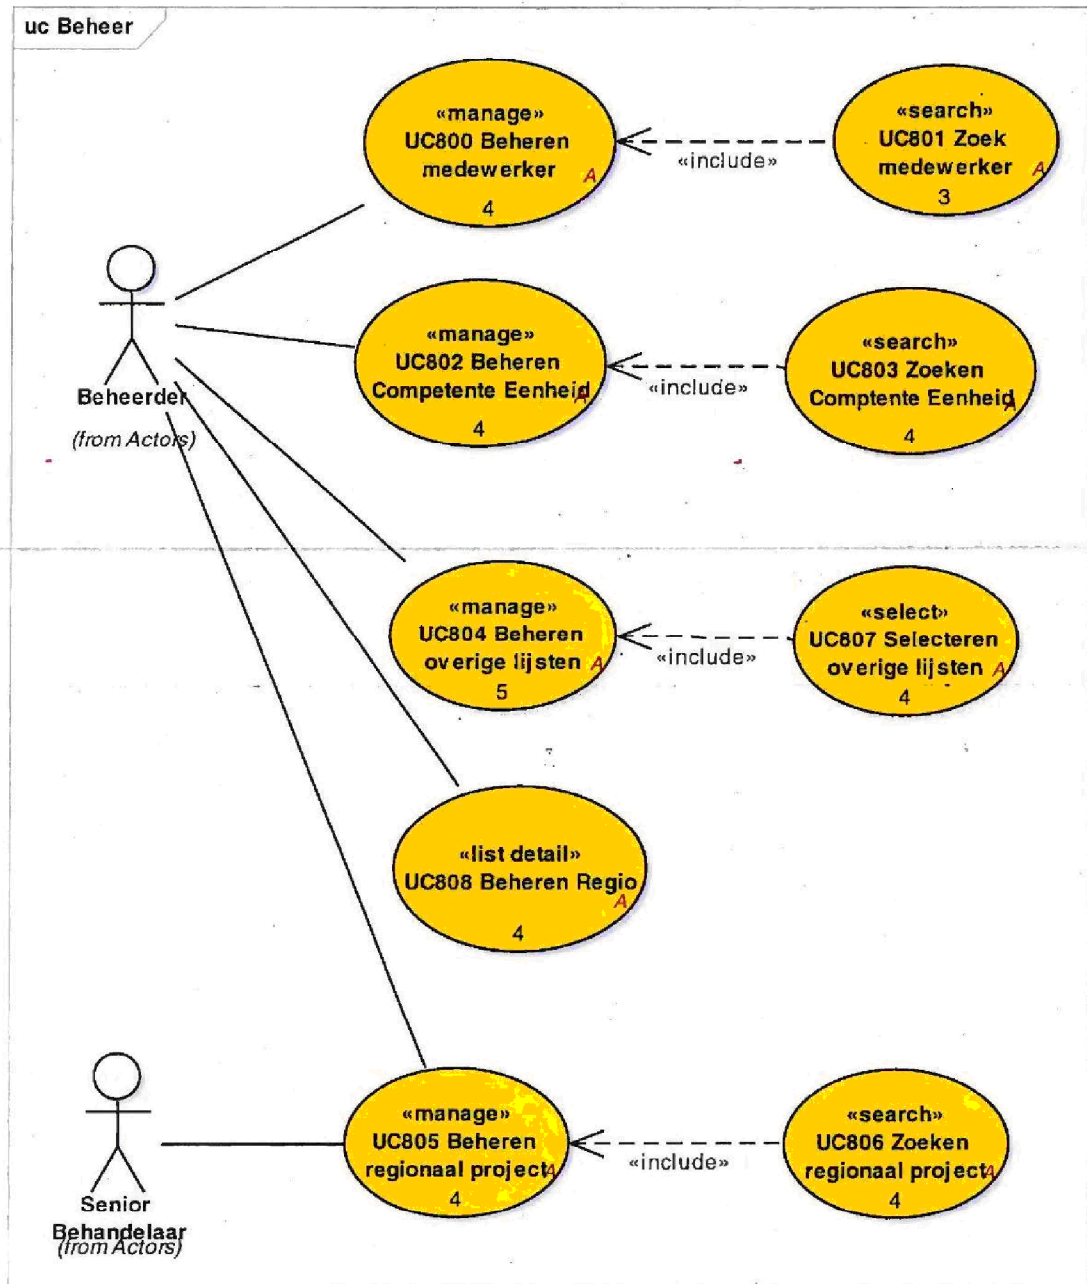 uc Beheer
«manage»
UC800 Beheren
medewerker
A
4
«include»
«search»
UC801 Zoek
medewerker
A
3
Beheerder
(from Actors)
«manage»
UC802 Beheren
Competente Eenheid
A
4
«include»
«search»
UC803 Zoeken
Comptente Eenheid
A
4
«manage»
UC804 Beheren
overige lijsten
A
5
«include»
«select»
UC807 Selecteren
overige lijsten
A
4
«list detail»
UC808 Beheren Regio
A
4
Senior
Behandelaar
(from Actors)
«manage»
UC805 Beheren
regionaal project
A
4
«include»
«search»
UC806 Zoeken
regionaal project
A
4